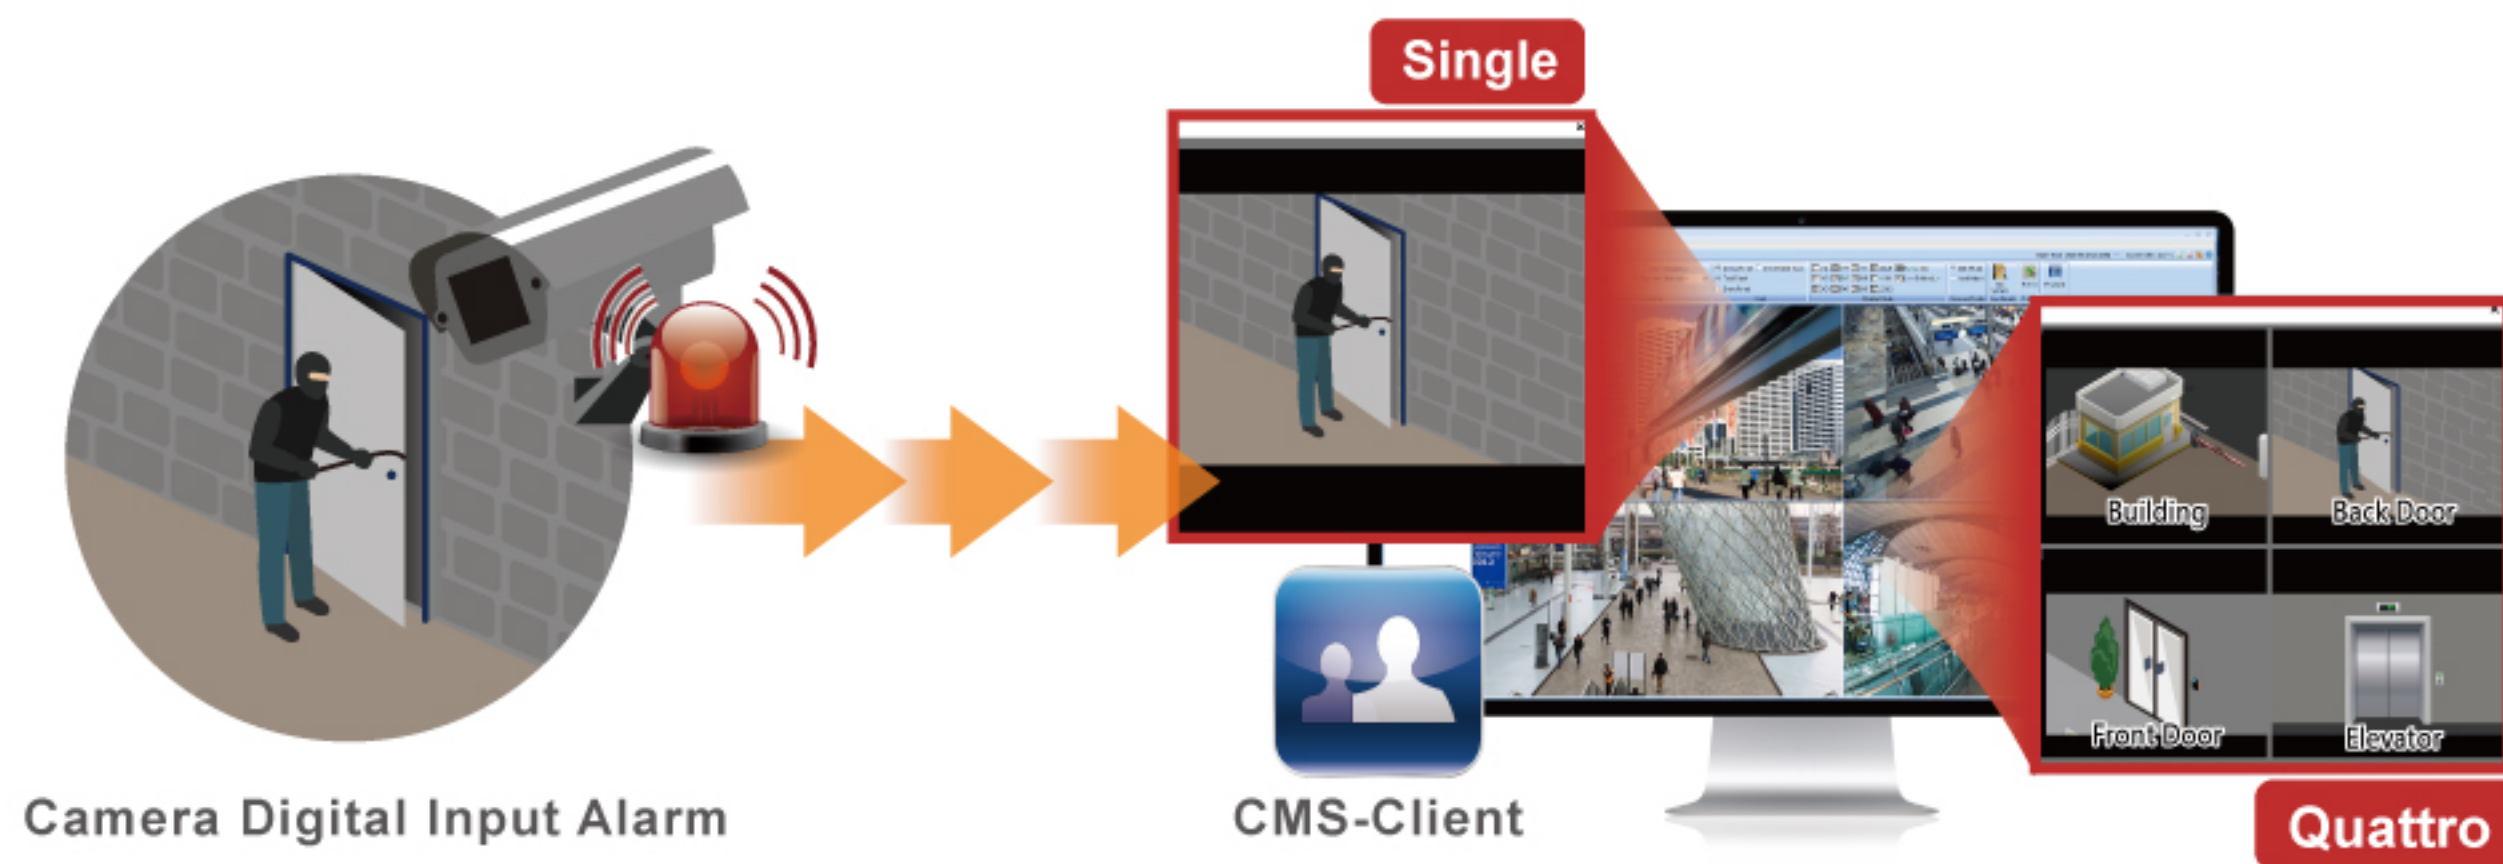 Single
Building
Back Door
Front Door
Elevator
Camera Digital Input Alarm
CMS-Client
Quattro